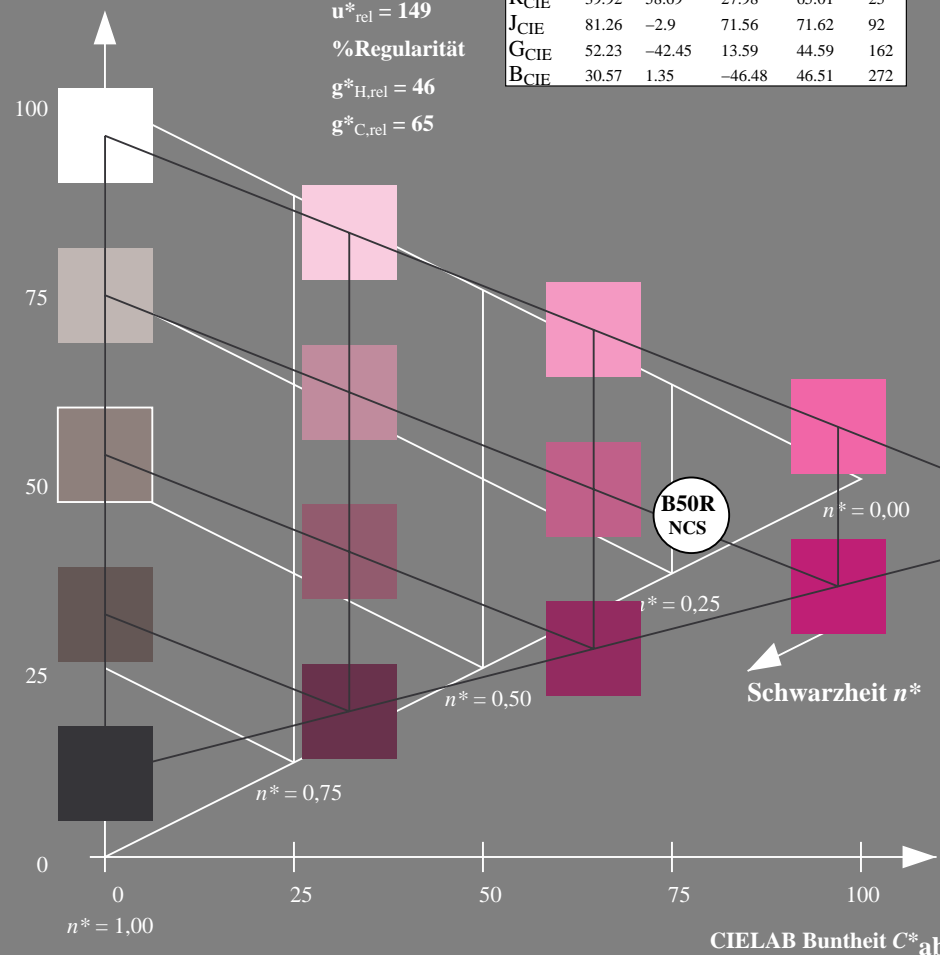 u*rel = 149
%Regularität
g*H,rel = 46
g*C,rel = 65
JCIE 81.26 −2.9 71.56 71.62 92
GCIE 52.23 −42.45 13.59 44.59 162
BCIE 30.57 1.35 −46.48 46.51 272
100
75
50
25
0
B50R
NCS
n* = 0,00
n* = 0,25
n* = 0,50
n* = 0,75
Schwarzheit n*
0 25 50 75 100
n* = 1,00
CIELAB Buntheit C*ab